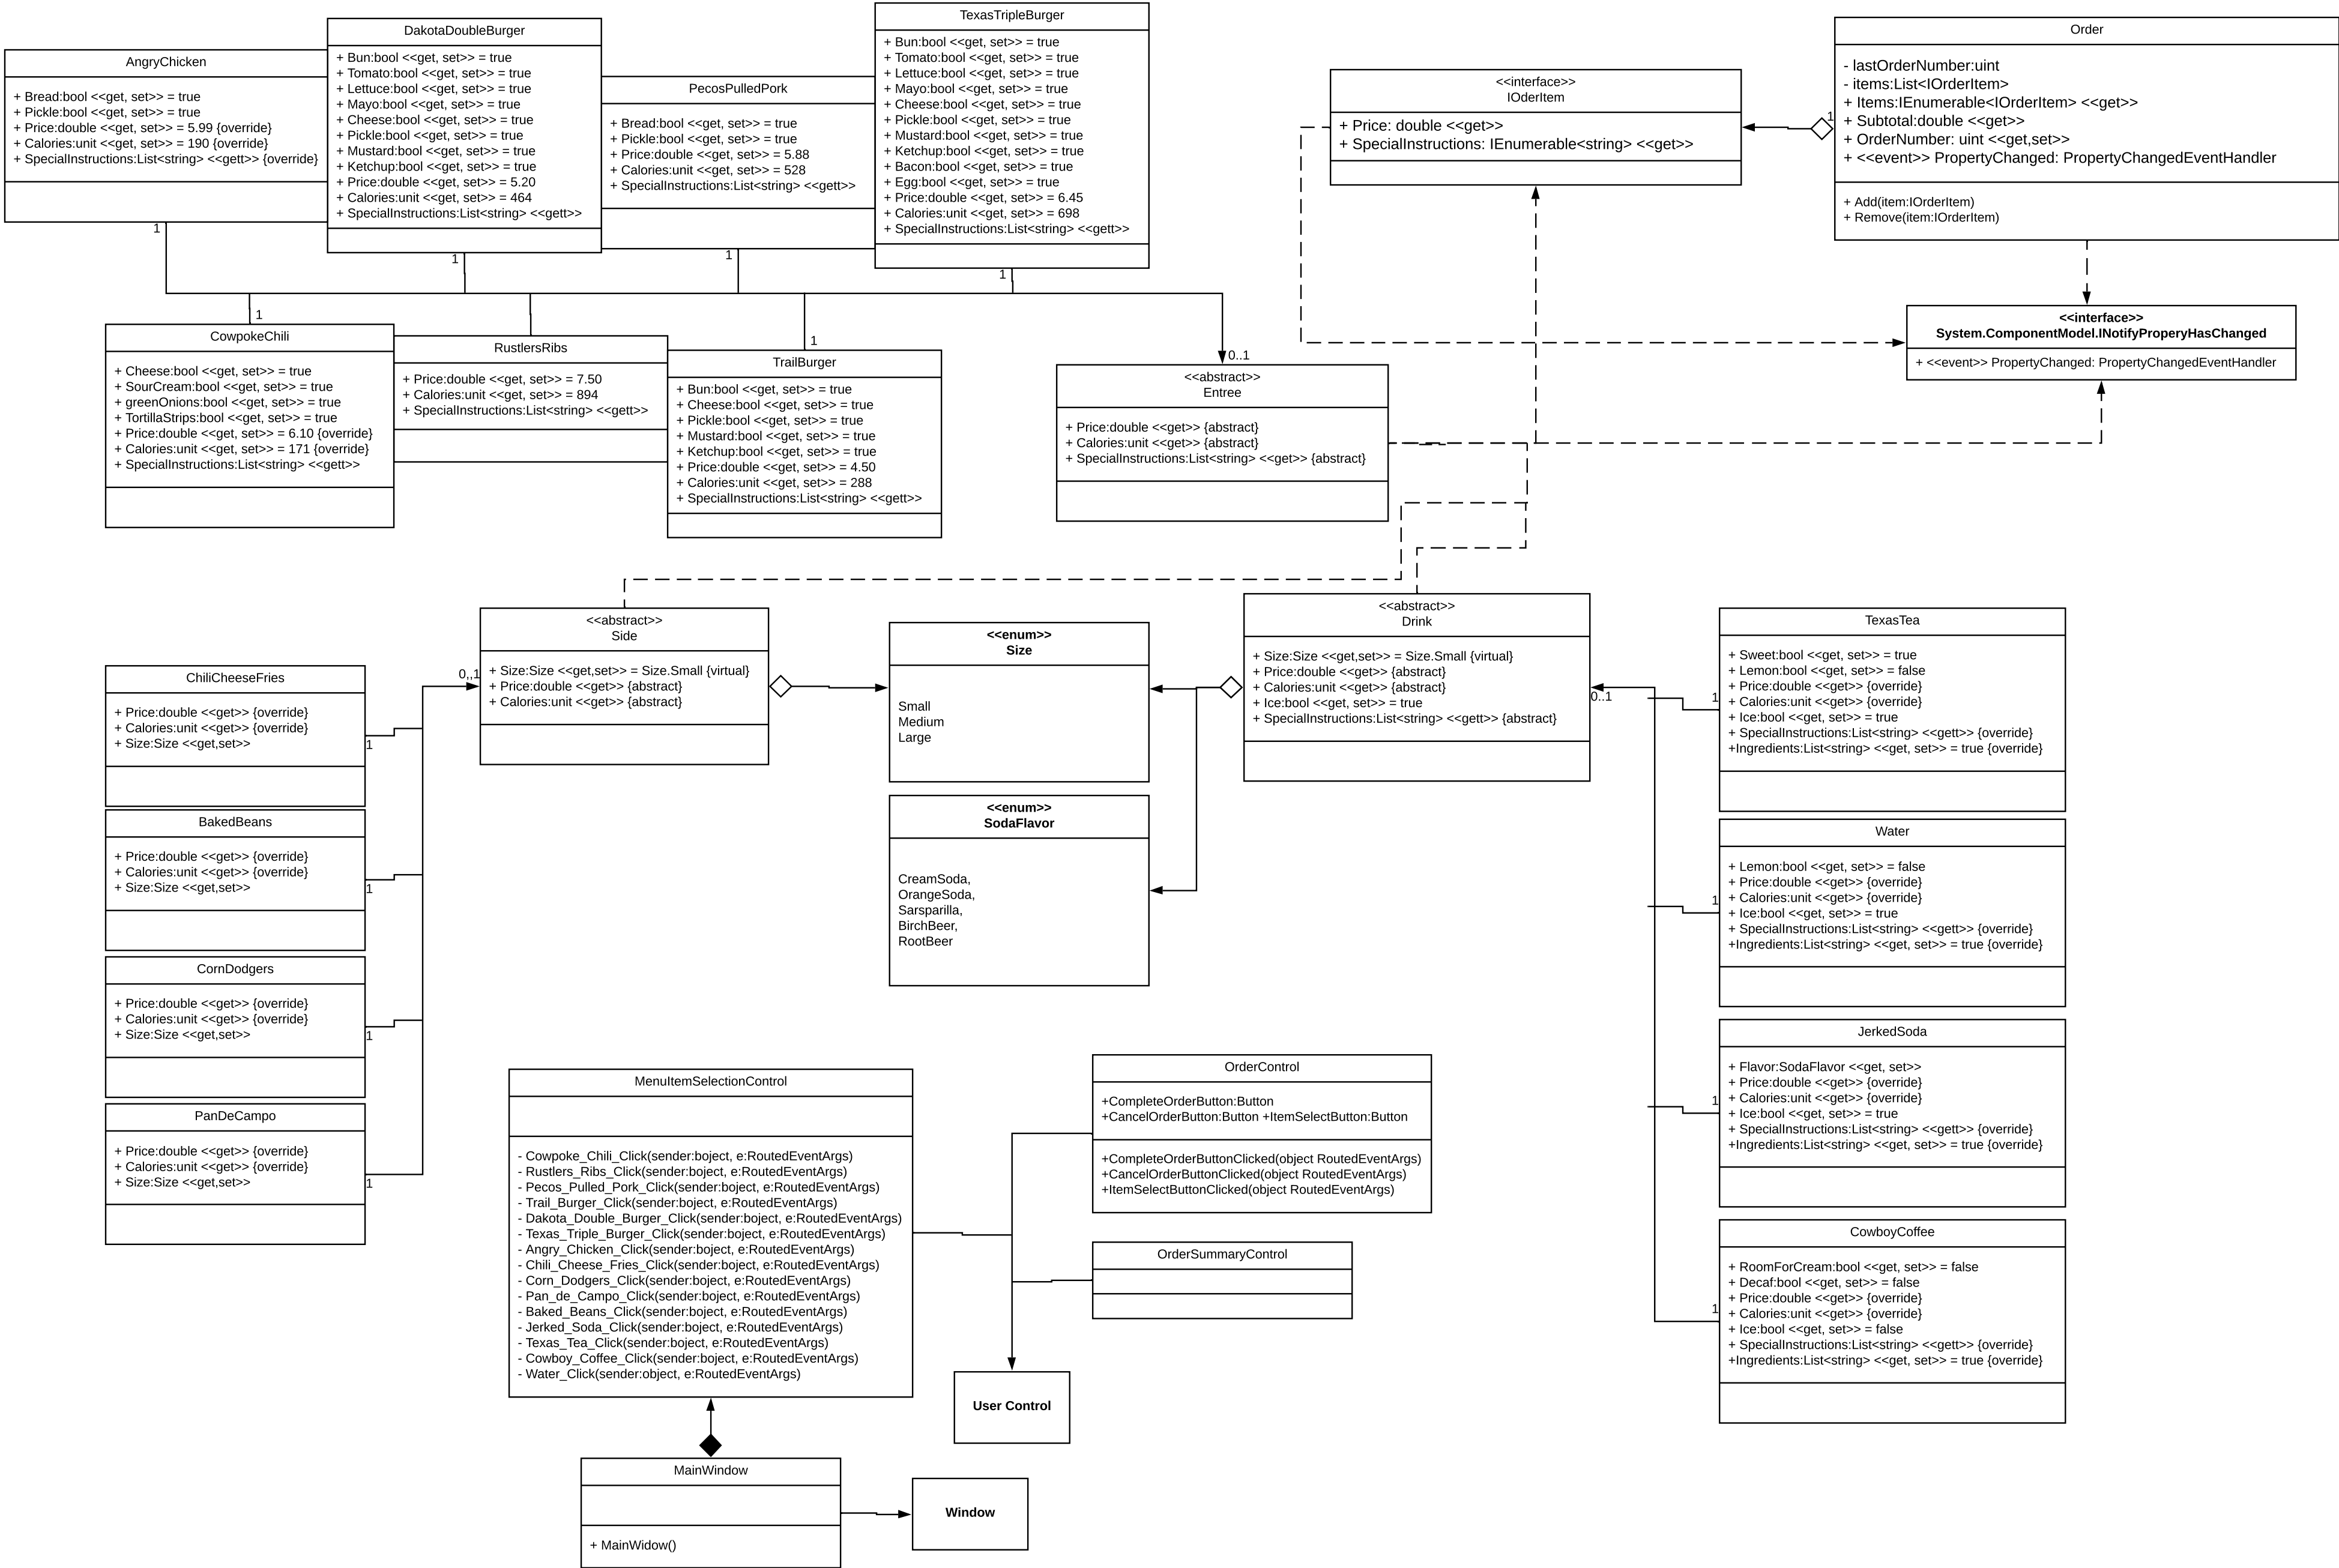 AngryChicken
+ Bread:bool <<get, set>> = true
+ Pickle:bool <<get, set>> = true
+ Price:double <<get, set>> = 5.99 {override}
+ Calories:unit <<get, set>> = 190 {override}
+ SpecialInstructions:List<string> <<gett>> {override}
1
DakotaDoubleBurger
+ Bun:bool <<get, set>> = true
+ Tomato:bool <<get, set>> = true
+ Lettuce:bool <<get, set>> = true
+ Mayo:bool <<get, set>> = true
+ Cheese:bool <<get, set>> = true
+ Pickle:bool <<get, set>> = true
+ Mustard:bool <<get, set>> = true
+ Ketchup:bool <<get, set>> = true
+ Price:double <<get, set>> = 5.20
+ Calories:unit <<get, set>> = 464
+ SpecialInstructions:List<string> <<gett>>
1
PecosPulledPork
+ Bread:bool <<get, set>> = true
+ Pickle:bool <<get, set>> = true
+ Price:double <<get, set>> = 5.88
+ Calories:unit <<get, set>> = 528
+ SpecialInstructions:List<string> <<gett>>
1
TexasTripleBurger
+ Bun:bool <<get, set>> = true
+ Tomato:bool <<get, set>> = true
+ Lettuce:bool <<get, set>> = true
+ Mayo:bool <<get, set>> = true
+ Cheese:bool <<get, set>> = true
+ Pickle:bool <<get, set>> = true
+ Mustard:bool <<get, set>> = true
+ Ketchup:bool <<get, set>> = true
+ Bacon:bool <<get, set>> = true
+ Egg:bool <<get, set>> = true
+ Price:double <<get, set>> = 6.45
+ Calories:unit <<get, set>> = 698
+ SpecialInstructions:List<string> <<gett>>
1
<<interface>>
IOderItem
+ Price: double <<get>>
+ SpecialInstructions: IEnumerable<string> <<get>>
1
Order
- lastOrderNumber:uint
- items:List<IOrderItem>
+ Items:IEnumerable<IOrderItem> <<get>>
+ Subtotal:double <<get>>
+ OrderNumber: uint <<get,set>>
+ <<event>> PropertyChanged: PropertyChangedEventHandler
+ Add(item:IOrderItem)
+ Remove(item:IOrderItem)
<<interface>>
System.ComponentModel.INotifyProperyHasChanged
+ <<event>> PropertyChanged: PropertyChangedEventHandler
1
CowpokeChili
+ Cheese:bool <<get, set>> = true
+ SourCream:bool <<get, set>> = true
+ greenOnions:bool <<get, set>> = true
+ TortillaStrips:bool <<get, set>> = true
+ Price:double <<get, set>> = 6.10 {override}
+ Calories:unit <<get, set>> = 171 {override}
+ SpecialInstructions:List<string> <<gett>>
RustlersRibs
+ Price:double <<get, set>> = 7.50
+ Calories:unit <<get, set>> = 894
+ SpecialInstructions:List<string> <<gett>>
1
TrailBurger
+ Bun:bool <<get, set>> = true
+ Cheese:bool <<get, set>> = true
+ Pickle:bool <<get, set>> = true
+ Mustard:bool <<get, set>> = true
+ Ketchup:bool <<get, set>> = true
+ Price:double <<get, set>> = 4.50
+ Calories:unit <<get, set>> = 288
+ SpecialInstructions:List<string> <<gett>>
0..1
<<abstract>>
Entree
+ Price:double <<get>> {abstract}
+ Calories:unit <<get>> {abstract}
+ SpecialInstructions:List<string> <<get>> {abstract}
ChiliCheeseFries
+ Price:double <<get>> {override}
+ Calories:unit <<get>> {override}
+ Size:Size <<get,set>>
1
BakedBeans
+ Price:double <<get>> {override}
+ Calories:unit <<get>> {override}
+ Size:Size <<get,set>>
1
CornDodgers
+ Price:double <<get>> {override}
+ Calories:unit <<get>> {override}
+ Size:Size <<get,set>>
1
PanDeCampo
+ Price:double <<get>> {override}
+ Calories:unit <<get>> {override}
+ Size:Size <<get,set>>
1
0,,1
<<abstract>>
Side
+ Size:Size <<get,set>> = Size.Small {virtual}
+ Price:double <<get>> {abstract}
+ Calories:unit <<get>> {abstract}
<<enum>>
Size
Small
Medium
Large
<<enum>>
SodaFlavor
CreamSoda,
OrangeSoda,
Sarsparilla,
BirchBeer,
RootBeer
<<abstract>>
Drink
+ Size:Size <<get,set>> = Size.Small {virtual}
+ Price:double <<get>> {abstract}
+ Calories:unit <<get>> {abstract}
+ Ice:bool <<get, set>> = true
+ SpecialInstructions:List<string> <<gett>> {abstract}
0..1
1
TexasTea
+ Sweet:bool <<get, set>> = true
+ Lemon:bool <<get, set>> = false
+ Price:double <<get>> {override}
+ Calories:unit <<get>> {override}
+ Ice:bool <<get, set>> = true
+ SpecialInstructions:List<string> <<gett>> {override}
+Ingredients:List<string> <<get, set>> = true {override}
1
Water
+ Lemon:bool <<get, set>> = false
+ Price:double <<get>> {override}
+ Calories:unit <<get>> {override}
+ Ice:bool <<get, set>> = true
+ SpecialInstructions:List<string> <<gett>> {override}
+Ingredients:List<string> <<get, set>> = true {override}
1
JerkedSoda
+ Flavor:SodaFlavor <<get, set>>
+ Price:double <<get>> {override}
+ Calories:unit <<get>> {override}
+ Ice:bool <<get, set>> = true
+ SpecialInstructions:List<string> <<gett>> {override}
+Ingredients:List<string> <<get, set>> = true {override}
1
CowboyCoffee
+ RoomForCream:bool <<get, set>> = false
+ Decaf:bool <<get, set>> = false
+ Price:double <<get>> {override}
+ Calories:unit <<get>> {override}
+ Ice:bool <<get, set>> = false
+ SpecialInstructions:List<string> <<gett>> {override}
+Ingredients:List<string> <<get, set>> = true {override}
MenuItemSelectionControl
- Cowpoke_Chili_Click(sender:boject, e:RoutedEventArgs)
- Rustlers_Ribs_Click(sender:boject, e:RoutedEventArgs)
- Pecos_Pulled_Pork_Click(sender:boject, e:RoutedEventArgs)
- Trail_Burger_Click(sender:boject, e:RoutedEventArgs)
- Dakota_Double_Burger_Click(sender:boject, e:RoutedEventArgs)
- Texas_Triple_Burger_Click(sender:boject, e:RoutedEventArgs)
- Angry_Chicken_Click(sender:boject, e:RoutedEventArgs)
- Chili_Cheese_Fries_Click(sender:boject, e:RoutedEventArgs)
- Corn_Dodgers_Click(sender:boject, e:RoutedEventArgs)
- Pan_de_Campo_Click(sender:boject, e:RoutedEventArgs)
- Baked_Beans_Click(sender:boject, e:RoutedEventArgs)
- Jerked_Soda_Click(sender:boject, e:RoutedEventArgs)
- Texas_Tea_Click(sender:boject, e:RoutedEventArgs)
- Cowboy_Coffee_Click(sender:boject, e:RoutedEventArgs)
- Water_Click(sender:object, e:RoutedEventArgs)
OrderControl
+CompleteOrderButton:Button
+CancelOrderButton:Button +ItemSelectButton:Button
+CompleteOrderButtonClicked(object RoutedEventArgs)
+CancelOrderButtonClicked(object RoutedEventArgs)
+ItemSelectButtonClicked(object RoutedEventArgs)
OrderSummaryControl
User Control
MainWindow
+ MainWidow()
Window